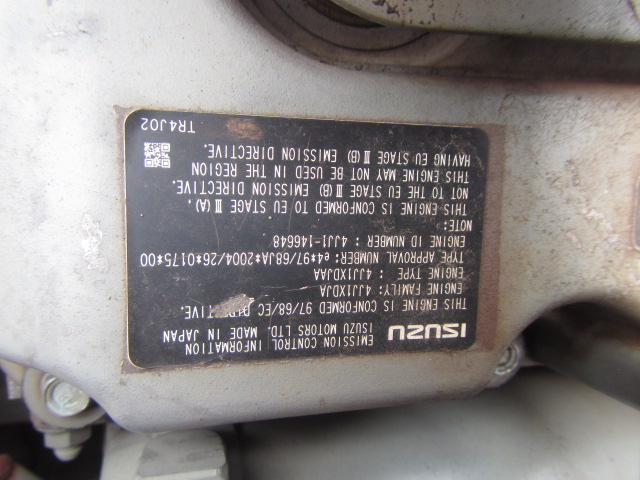 ISUZU
EMISSION CONTROL INFORMATION
ISUZU MOTORS LTD. MADE IN JAPAN
THIS ENGINE IS CONFORMED 97/68/EC DIRECTIVE.
ENGINE FAMILY: 4JJ1XDJA
ENGINE TYPE : 4JJ1XDJAA
TYPE APPROVAL NUMBER: e4*97/68JA*2004/26*0175*00
ENGINE ID NUMBER : 4JJ1-146648
NOTE:
THIS ENGINE IS CONFORMED TO EU STAGE Ⅲ (A),
NOT TO THE EU STAGE Ⅲ (B) EMISSION DIRECTIVE.
THIS ENGINE MAY NOT BE USED IN THE REGION
HAVING EU STAGE Ⅲ (B) EMISSION DIRECTIVE.
TR4J02